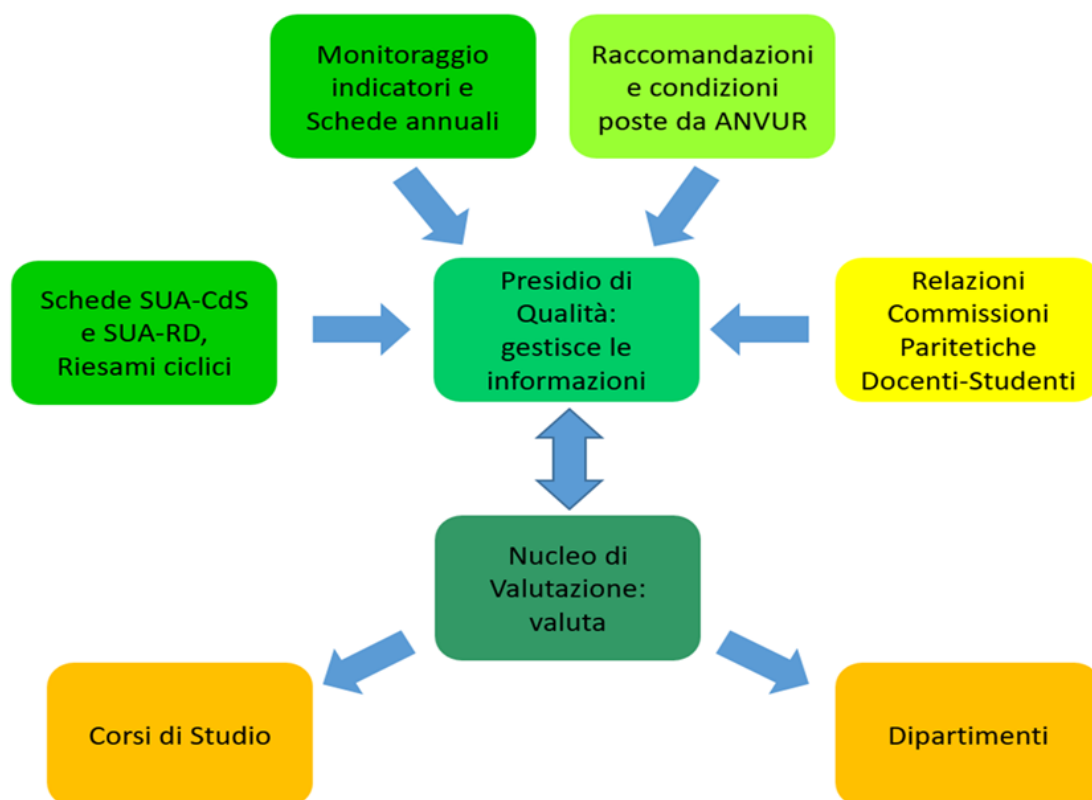 Monitoraggio
indicatori e
Schede annuali
Raccomandazioni
e condizioni
poste da ANVUR
Schede SUA-CdS
e SUA-RD,
Riesami ciclici
Presidio di
Qualità:
gestisce le
informazioni
Relazioni
Commissioni
Paritetiche
Docenti-Studenti
Nucleo di
Valutazione:
valuta
Corsi di Studio
Dipartimenti